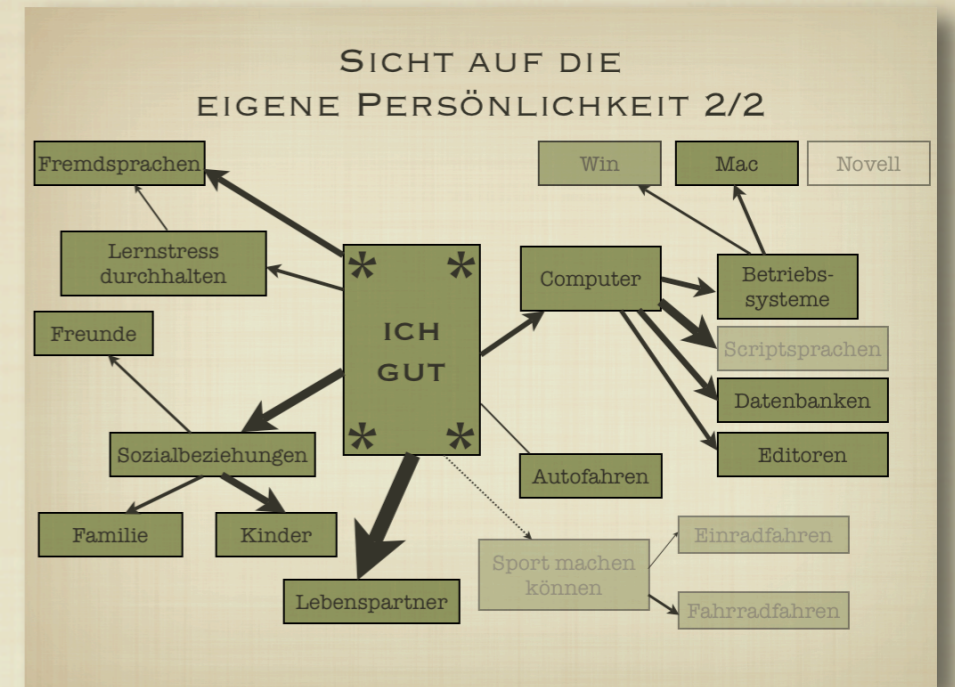 SICHT AUF DIE
EIGENE PERSÖNLICHKEIT 2/2
Fremdsprachen
Win
Mac
Novell
Lernstress
durchhalten
* *
ICH
GUT
* *
Computer
Betriebs-
systeme
Freunde
Scriptsprachen
Datenbanken
Sozialbeziehungen
Editoren
Autofahren
Familie
Kinder
Sport machen
können
Einradfahren
Lebenspartner
Fahrradfahren